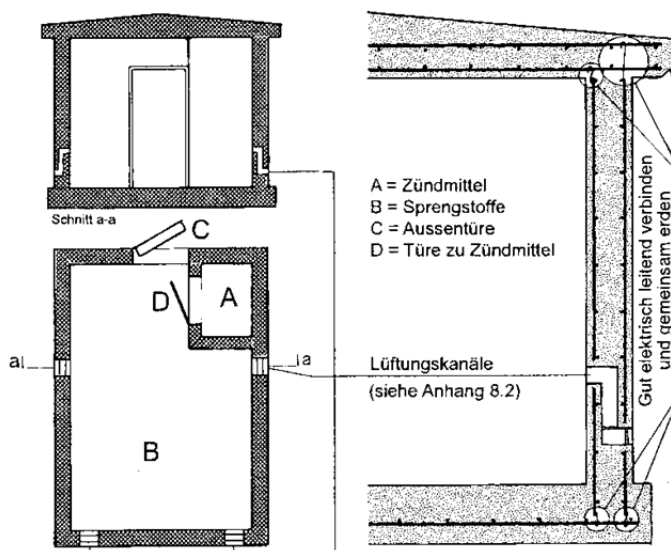 Schnitt a-a
C
D
A
a
a
B
A = Zündmittel
B = Sprengstoffe
C = Aussentüre
D = Türe zu Zündmittel
Lüftungskanäle
(siehe Anhang 8.2)
Gut elektrisch leitend verbinden
und gemeinsam erden